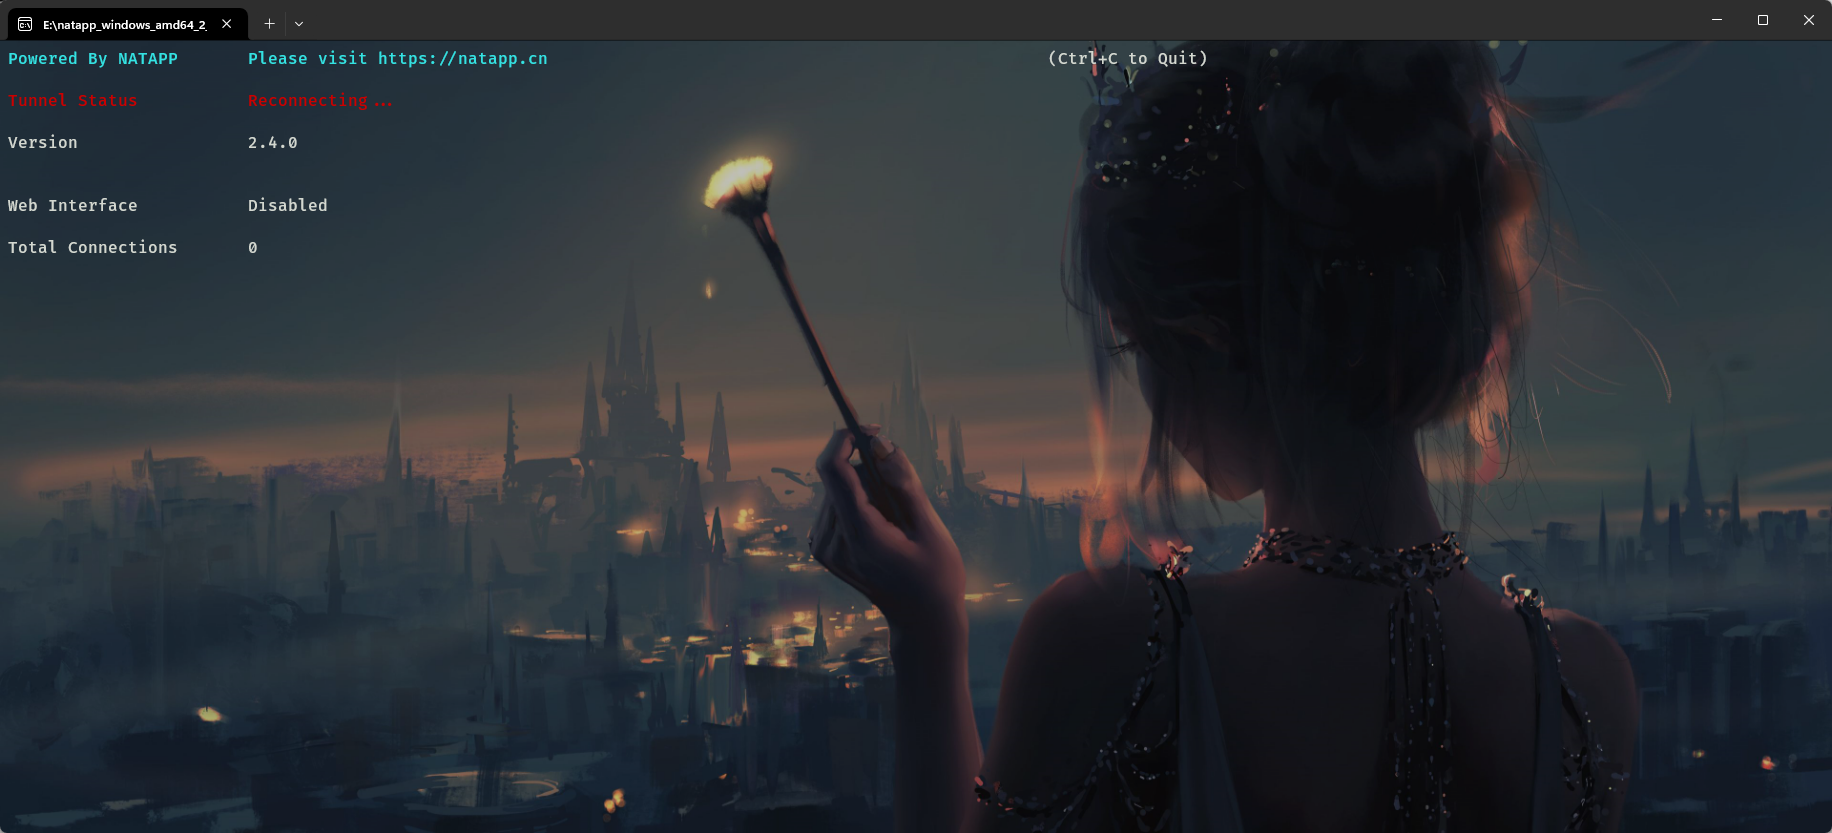 E:\natapp_windows_amd64_2_
Powered By NATAPP Please visit https://natapp.cn (Ctrl+C to Quit)
Tunnel Status Reconnecting...
Version 2.4.0
Web Interface Disabled
Total Connections 0